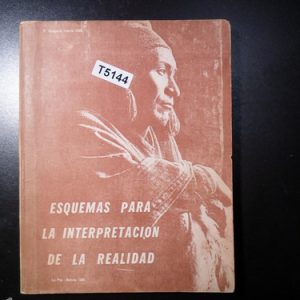 T5144
ESQUEMAS PARA
LA INTERPRETACION
DE LA REALIDAD